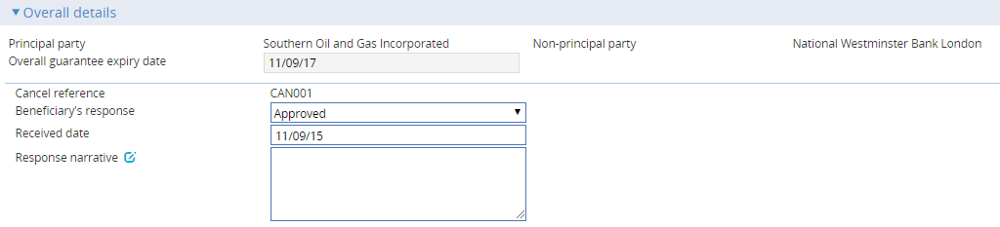 Overall details
Principal party Southern Oil and Gas Incorporated Non-principal party National Westminster Bank London
Overall guarantee expiry date 11/09/17
Cancel reference CAN001
Beneficiary's response Approved
Received date 11/09/15
Response narrative